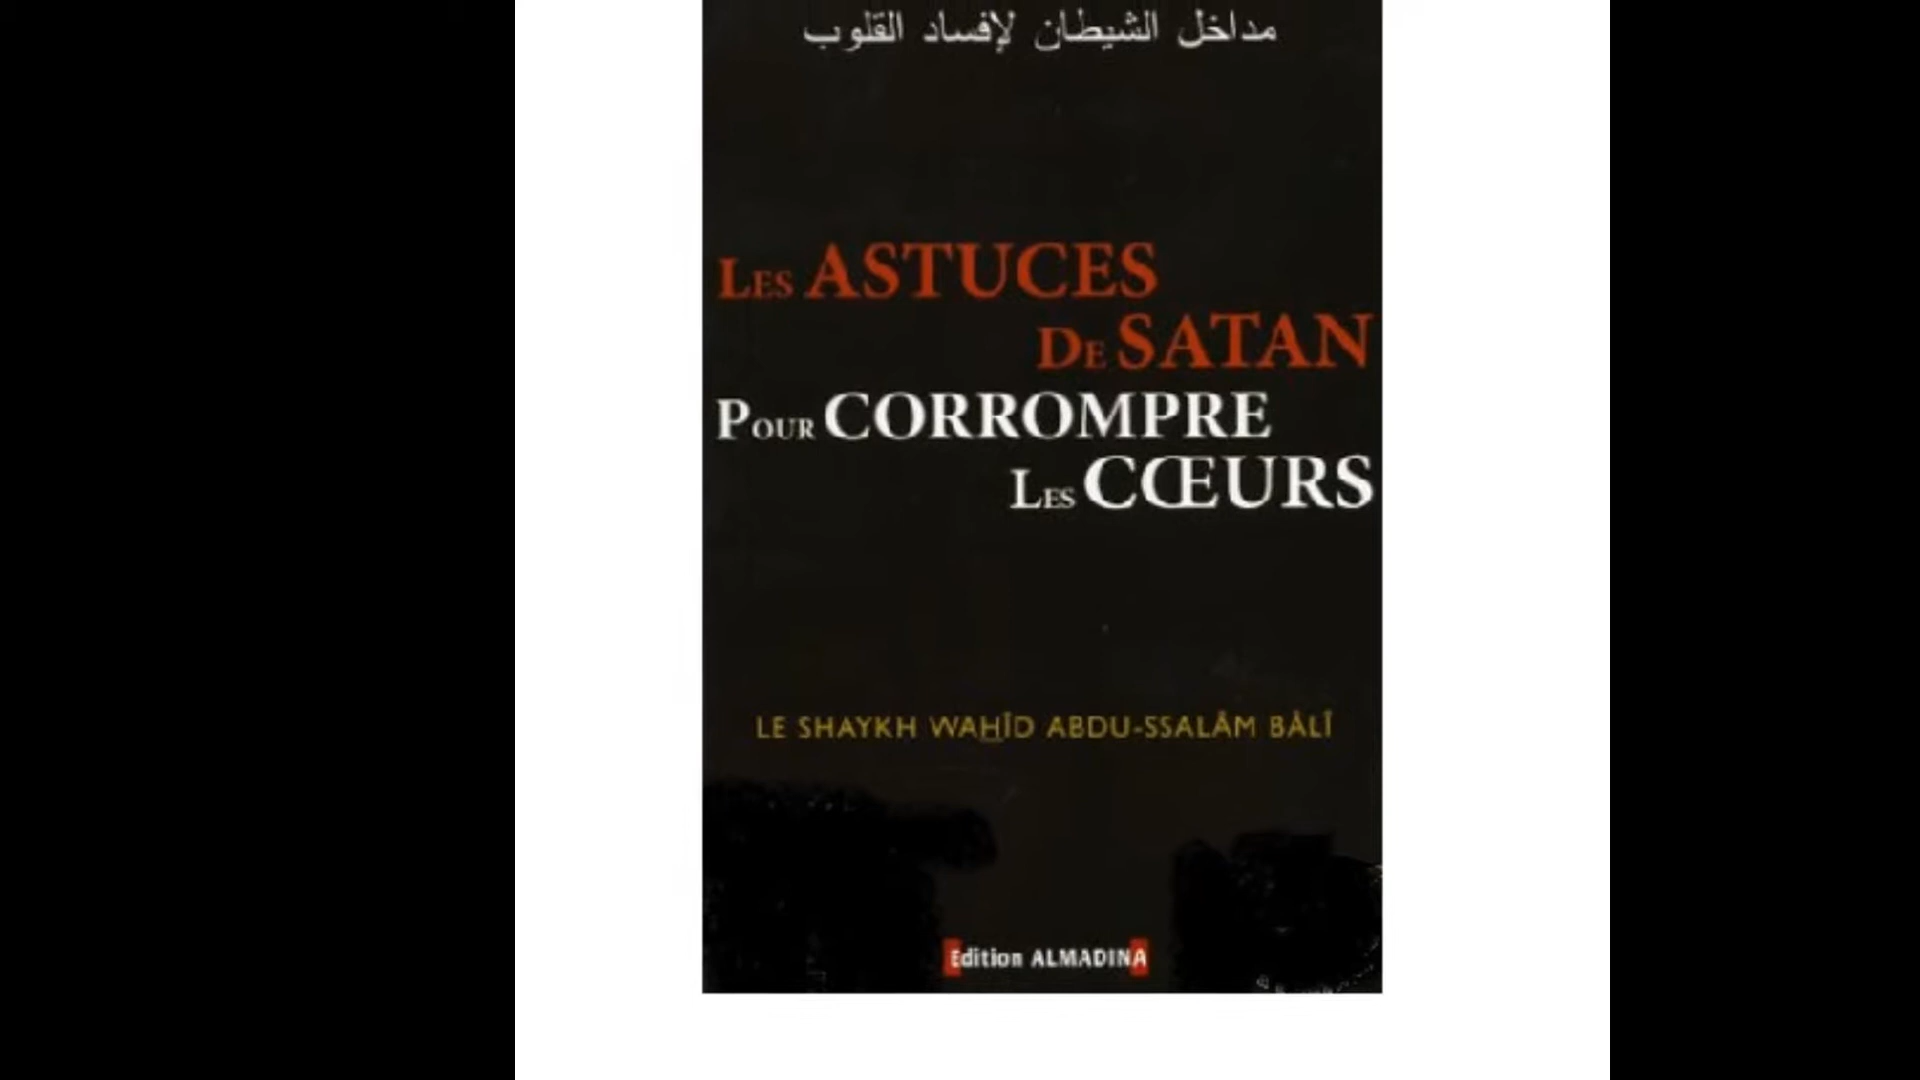 مداخل الشيطان لإفساد القلوب
LES ASTUCES
DE SATAN
POUR CORROMPRE
LES CŒURS
LE SHAYKH WAHÎD ABDU-SSALÂM BÂLÎ
Edition ALMADINA